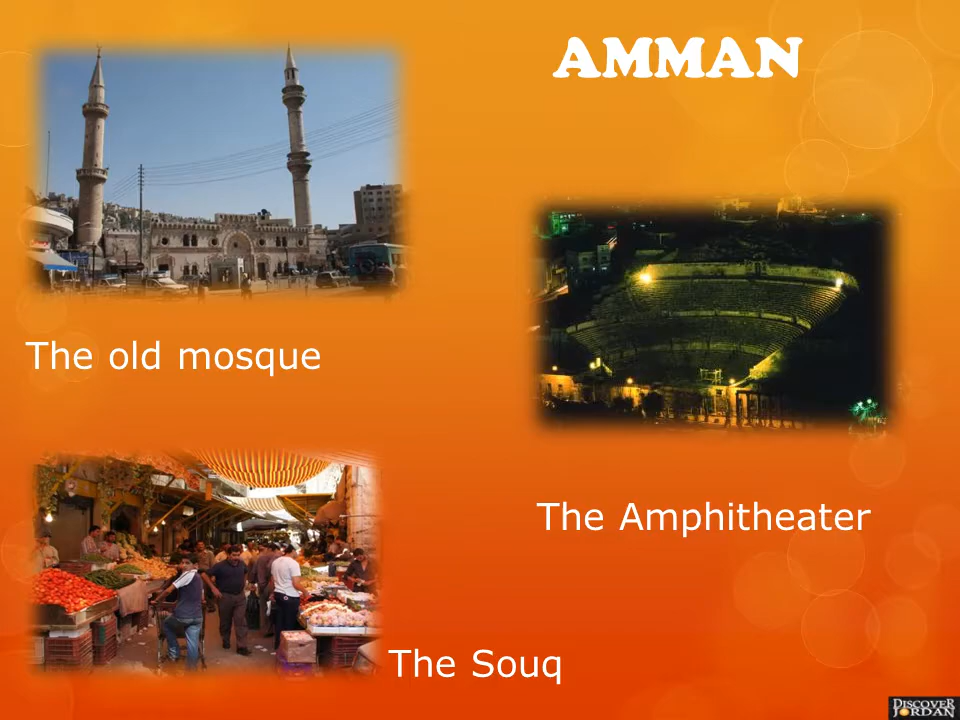 AMMAN
The old mosque
The Amphitheater
The Souq
DISCOVER
JORDAN